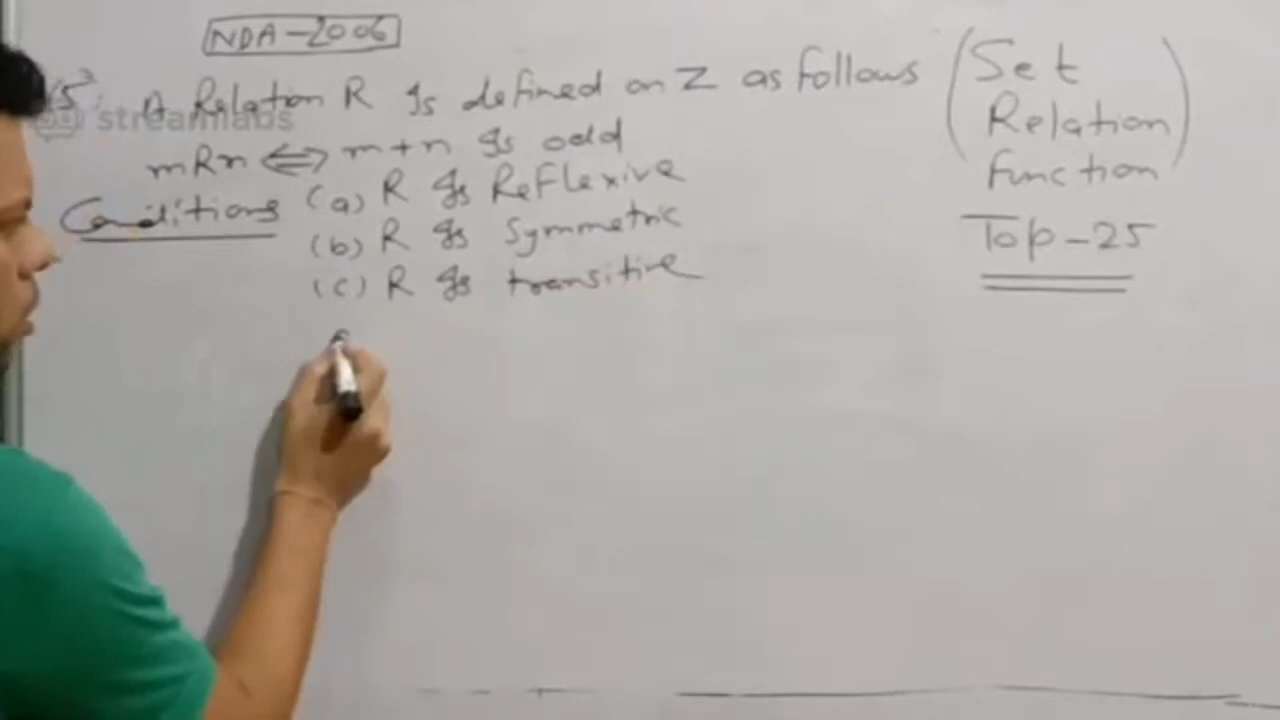 NDA-2006
A Relation R Is defined on Z as follows
streamlabs
mRn ⟺ m+n Is odd
Conditions (a) R Is Reflexive
(b) R Is Symmetric
(c) R Is transitive
(Set
Relation
function)
Top-25